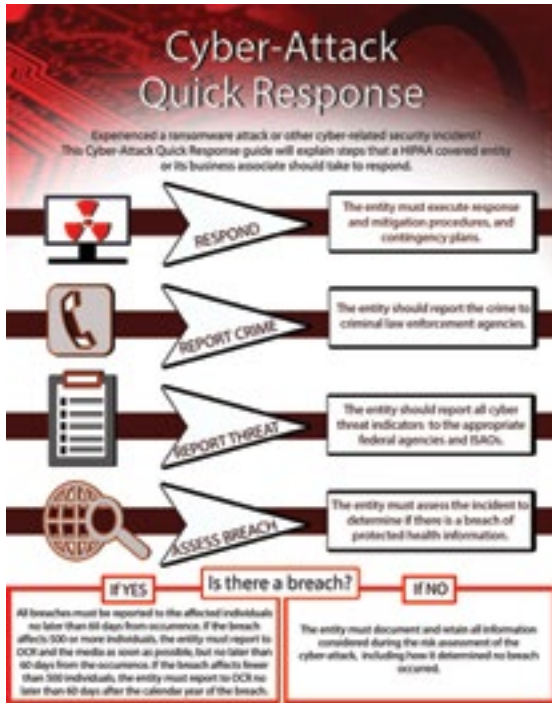 Cyber-Attack
Quick Response
Experienced a ransomware attack or other cyber-related security incident?
This Cyber-Attack Quick Response guide will explain steps that a HIPAA covered entity
or its business associate should take to respond.
RESPOND
The entity must execute response
and mitigation procedures, and
contingency plans.
REPORT CRIME
The entity should report the crime to
criminal law enforcement agencies.
REPORT THREAT
The entity should report all cyber
threat indicators to the appropriate
federal agencies and ISAOs.
ASSESS BREACH
The entity must assess the incident to
determine if there is a breach of
protected health information.
Is there a breach?
If YES
All breaches must be reported to the affected individuals
no later than 60 days from occurrence. If the breach
affects 500 or more individuals, the entity must report to
OCR and the media as soon as possible, but no later than
60 days from the occurrence. If the breach affects fewer
than 500 individuals, the entity must report to OCR no
later than 60 days after the calendar year of the breach.
If NO
The entity must document and retain all information
considered during the risk assessment of the
cyber-attack, including how it determined no breach
occurred.